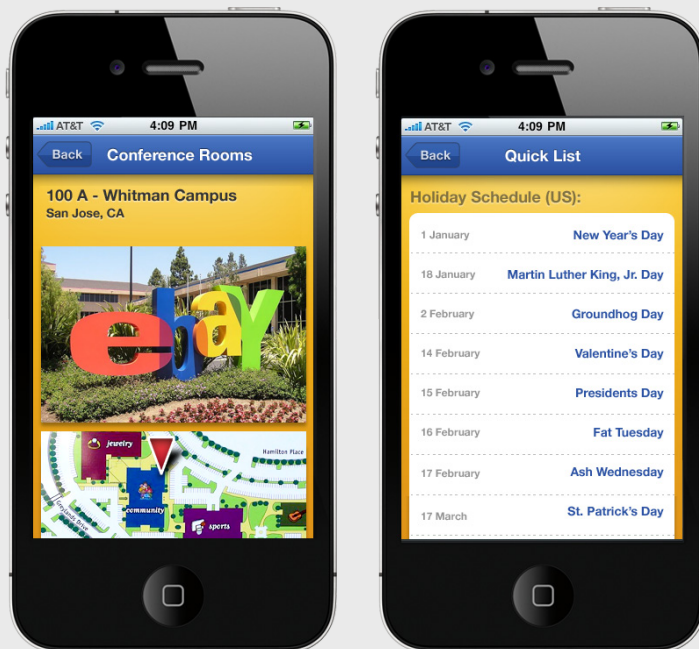 AT&T 4:09 PM
Back Conference Rooms
100 A - Whitman Campus
San Jose, CA
ebay
jewelry
Hamilton Place
Greylands Drive
community
sports
AT&T 4:09 PM
Back Quick List
Holiday Schedule (US):
1 January New Year's Day
18 January Martin Luther King, Jr. Day
2 February Groundhog Day
14 February Valentine's Day
15 February Presidents Day
16 February Fat Tuesday
17 February Ash Wednesday
17 March St. Patrick's Day